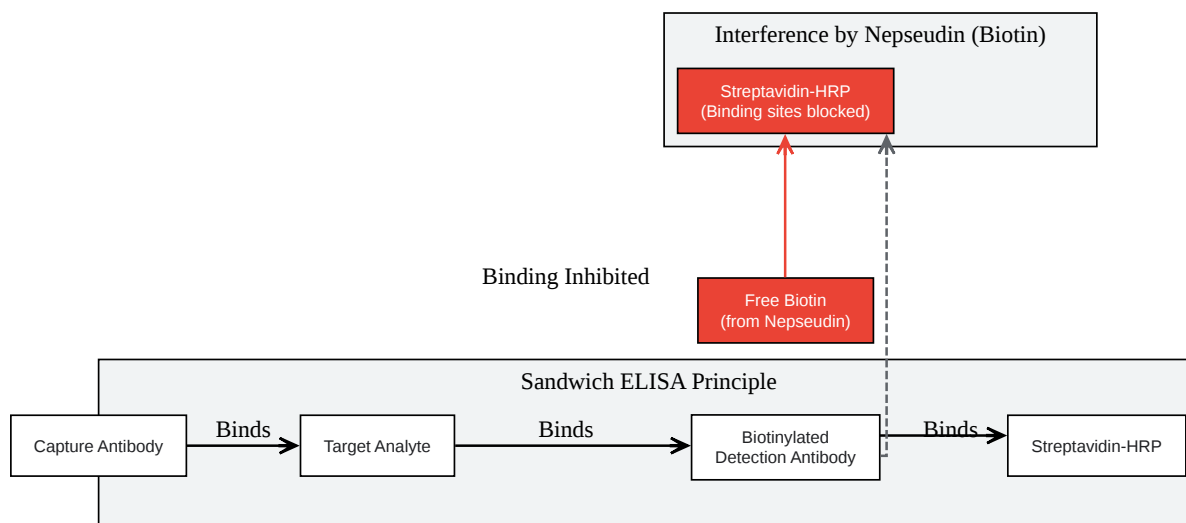 Interference by Nepseudin (Biotin)
Streptavidin-HRP
(Binding sites blocked)
Binding Inhibited
Free Biotin
(from Nepseudin)
Sandwich ELISA Principle
Capture Antibody
Binds
Target Analyte
Binds
Biotinylated
Detection Antibody
Binds
Streptavidin-HRP